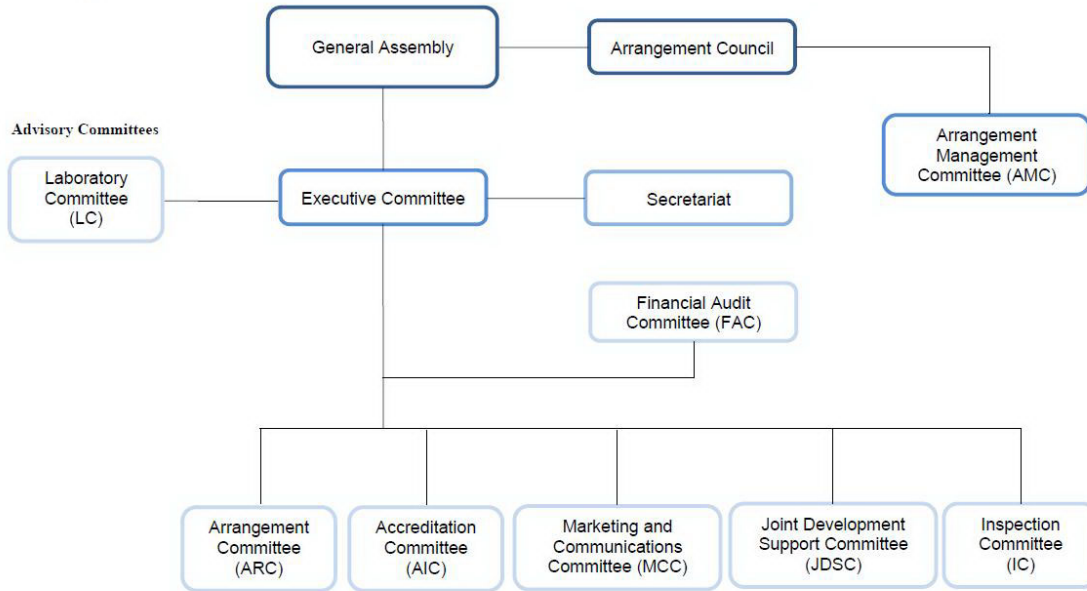 General Assembly
Arrangement Council
Advisory Committees
Arrangement
Management
Committee (AMC)
Laboratory
Committee
(LC)
Executive Committee
Secretariat
Financial Audit
Committee (FAC)
Arrangement
Committee
(ARC)
Accreditation
Committee
(AIC)
Marketing and
Communications
Committee (MCC)
Joint Development
Support Committee
(JDSC)
Inspection
Committee
(IC)